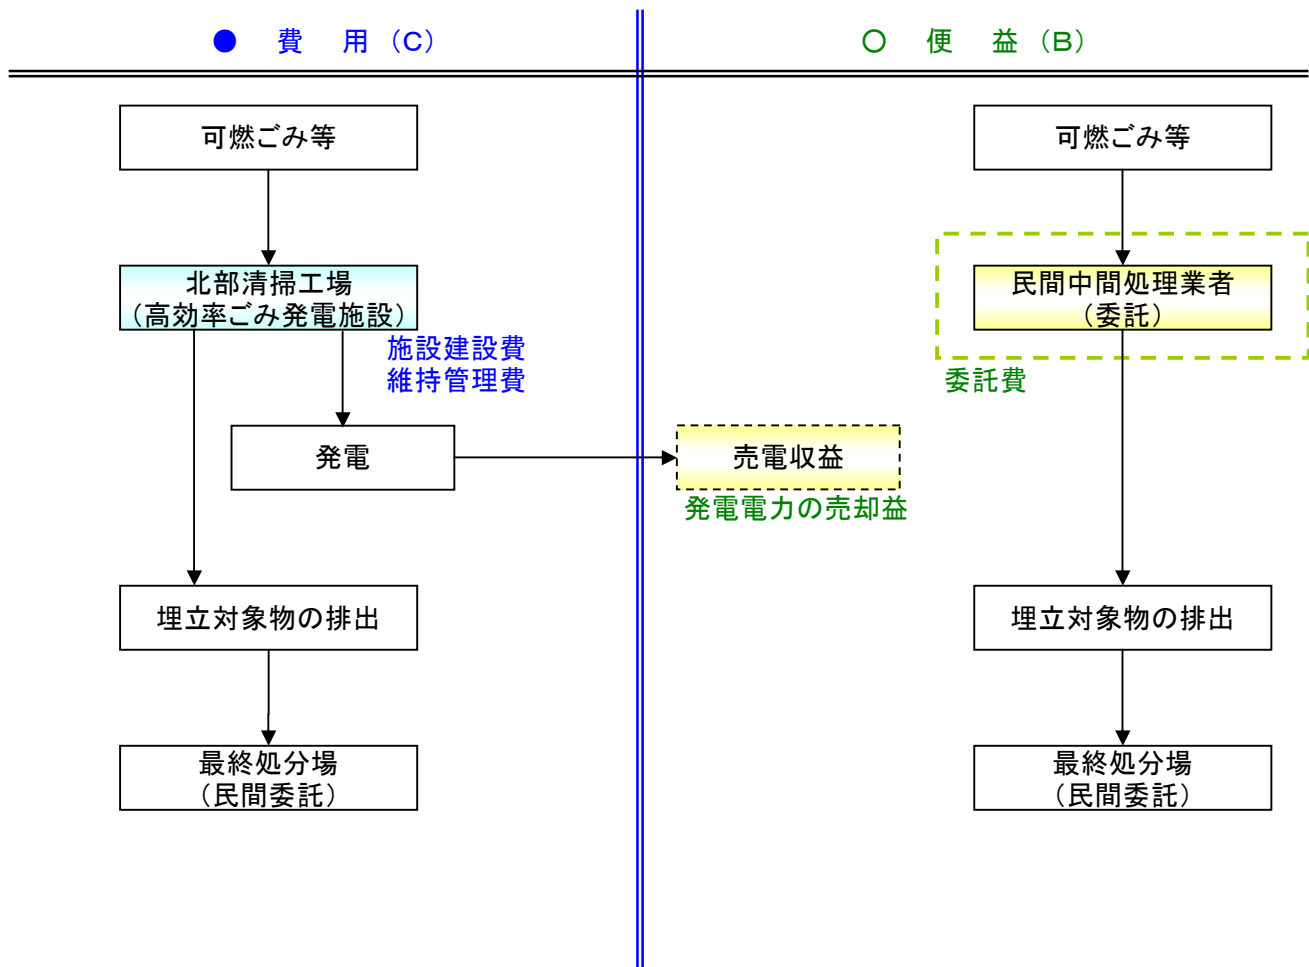 ● 費 用（C）
○ 便 益（B）
可燃ごみ等
北部清掃工場
（高効率ごみ発電施設）
施設建設費
維持管理費
発電
埋立対象物の排出
最終処分場
（民間委託）
売電収益
発電電力の売却益
可燃ごみ等
民間中間処理業者
（委託）
委託費
埋立対象物の排出
最終処分場
（民間委託）